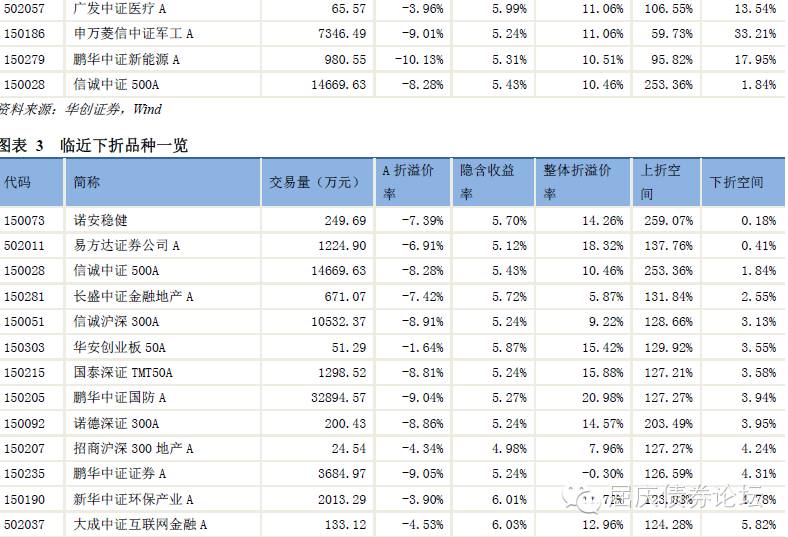 502057 广发中证医疗 A 65.57 -3.96% 5.99% 11.06% 106.55% 13.54%
150186 申万菱信中证军工 A 7346.49 -9.01% 5.24% 11.06% 59.73% 33.21%
150279 鹏华中证新能源 A 980.55 -10.13% 5.31% 10.51% 95.82% 17.95%
150028 信诚中证 500A 14669.63 -8.28% 5.43% 10.46% 253.36% 1.84%
资料来源：华创证券，Wind
图表 3 临近下折品种一览
代码 简称 交易量（万元） A 折溢价率 隐含收益率 整体折溢价率 上折空间 下折空间
150073 诺安稳健 249.69 -7.39% 5.70% 14.26% 259.07% 0.18%
502011 易方达证券公司 A 1224.90 -6.91% 5.12% 18.32% 137.76% 0.41%
150028 信诚中证 500A 14669.63 -8.28% 5.43% 10.46% 253.36% 1.84%
150281 长盛中证金融地产 A 671.07 -7.42% 5.72% 5.87% 131.84% 2.55%
150051 信诚沪深 300A 10532.37 -8.91% 5.24% 9.22% 128.66% 3.13%
150303 华安创业板 50A 51.29 -1.64% 5.87% 15.42% 129.92% 3.55%
150215 国泰深证 TMT50A 1298.52 -8.81% 5.24% 15.88% 127.21% 3.58%
150205 鹏华中证国防 A 32894.57 -9.04% 5.27% 20.98% 127.27% 3.94%
150092 诺德深证 300A 200.43 -8.86% 5.24% 14.57% 203.49% 3.95%
150207 招商沪深 300 地产 A 24.54 -4.34% 4.98% 7.96% 127.27% 4.24%
150235 鹏华中证证券 A 3684.97 -9.05% 5.24% -0.30% 126.59% 4.31%
150190 新华中证环保产业 A 2013.29 -3.90% 6.01%
屈庆债券论坛
502037 大成中证互联网金融 A 133.12 -4.53% 6.03% 12.96% 124.28% 5.82%